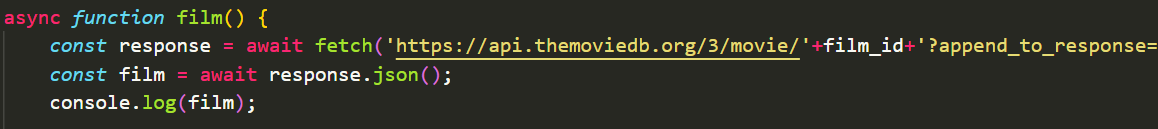 async function film() {
const response = await fetch('https://api.themoviedb.org/3/movie/'+film_id+'?append_to_response=
const film = await response.json();
console.log(film);